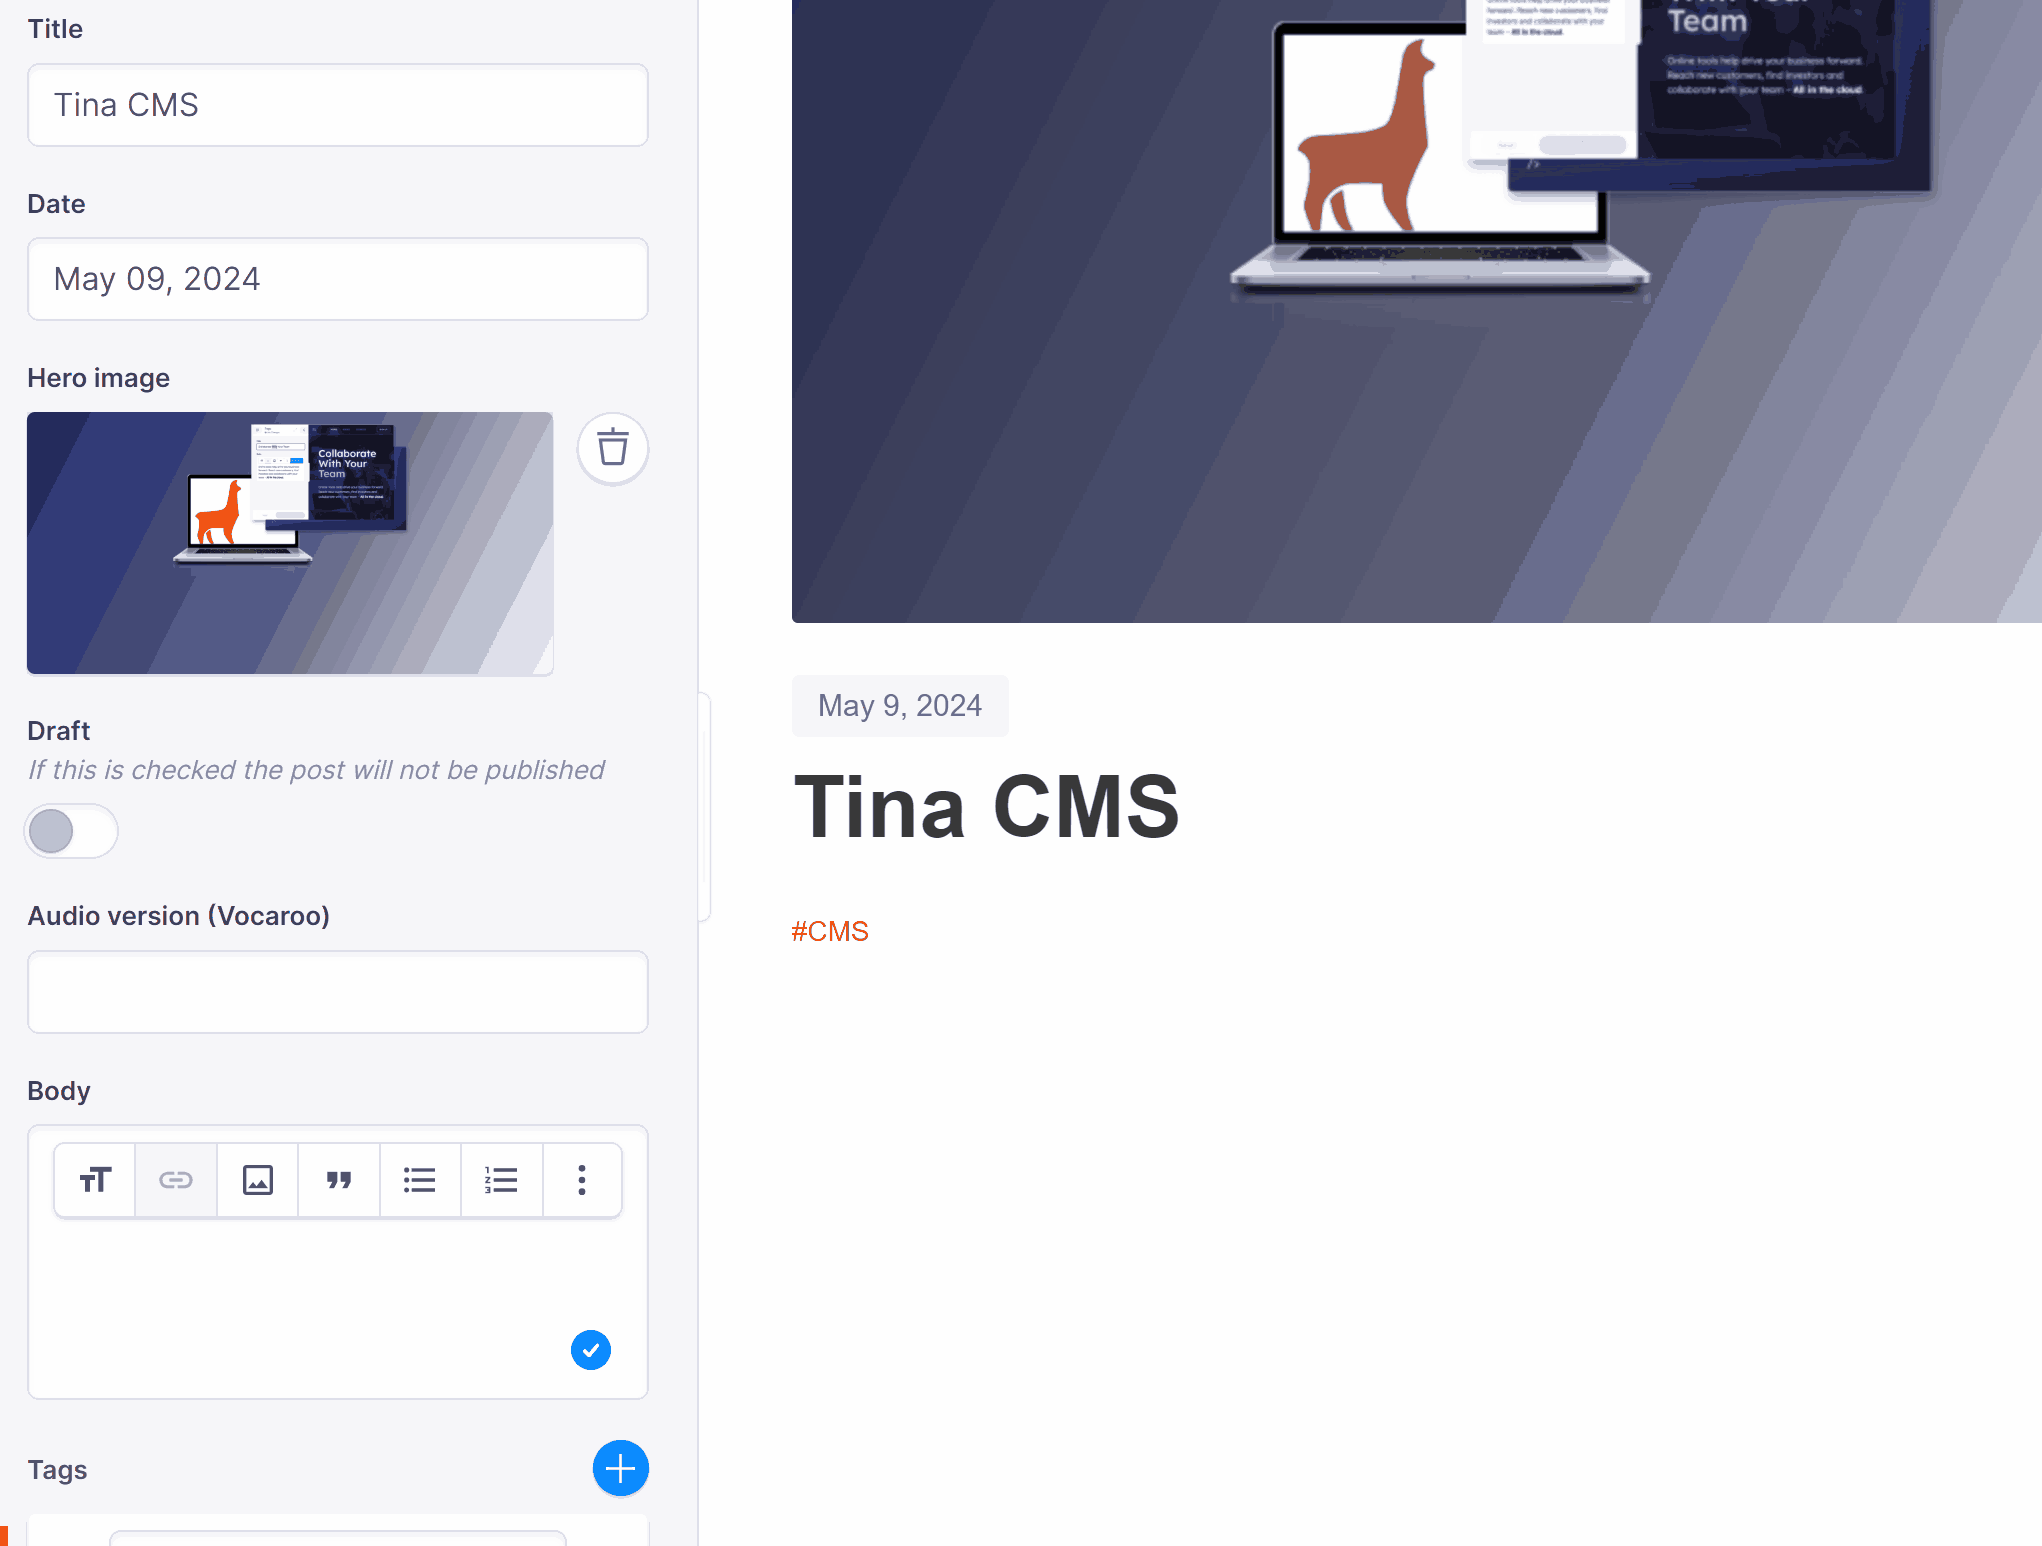 Title
Tina CMS
Date
May 09, 2024
Hero image
Collaborate
With Your
Team
Draft
If this is checked the post will not be published
Audio version (Vocaroo)
Body
Tags
Team
Online tools help drive your business forward.
Reach new customers, find investors and
collaborate with your team - All in the cloud.
May 9, 2024
Tina CMS
#CMS